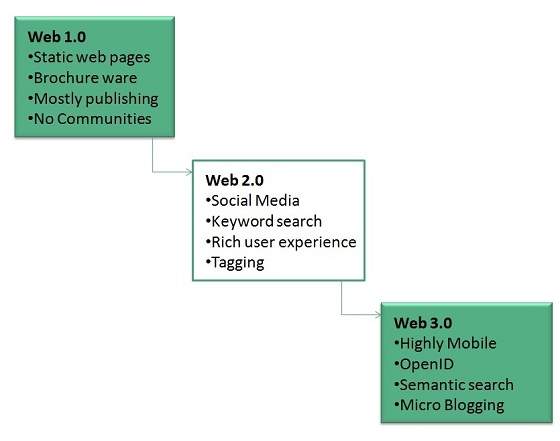 Web 1.0
•Static web pages
•Brochure ware
•Mostly publishing
•No Communities
Web 2.0
•Social Media
•Keyword search
•Rich user experience
•Tagging
Web 3.0
•Highly Mobile
•OpenID
•Semantic search
•Micro Blogging